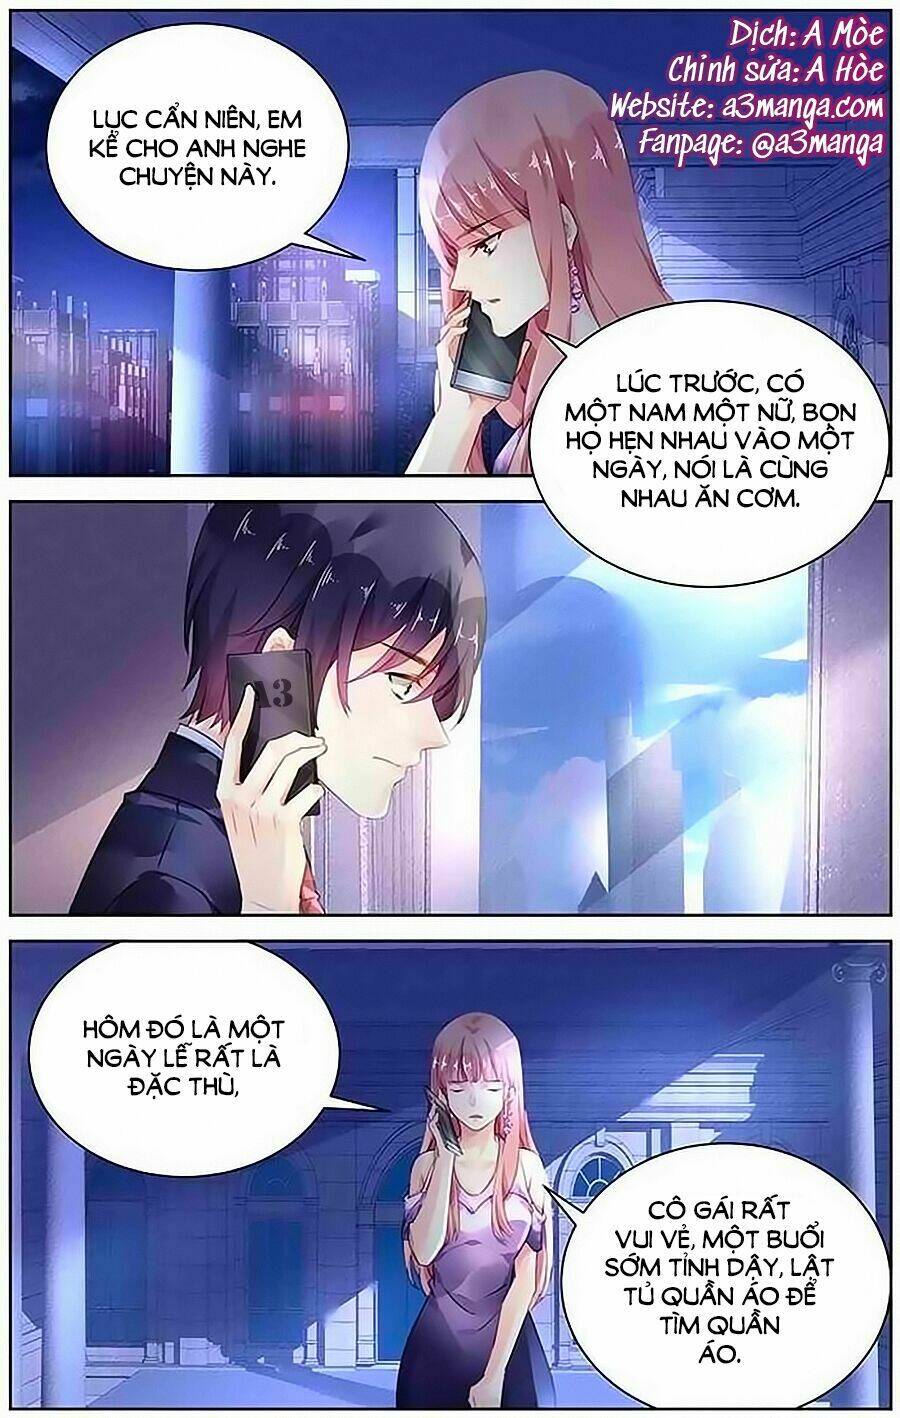 Dịch: A Mòe
Chỉnh sửa: A Hòe
Website: a3manga.com
Fanpage: @a3manga
LỤC CẨN NIÊN, EM
KỂ CHO ANH NGHE
CHUYỆN NÀY.
LÚC TRƯỚC, CÓ
MỘT NAM MỘT NỮ, BỌN
HỌ HẸN NHAU VÀO MỘT
NGÀY, NÓI LÀ CÙNG
NHAU ĂN CƠM.
A3
HÔM ĐÓ LÀ MỘT
NGÀY LỄ RẤT LÀ
ĐẶC THÙ,
CÔ GÁI RẤT
VUI VẺ, MỘT BUỔI
SỚM TỈNH DẬY, LẬT
TỦ QUẦN ÁO ĐỂ
TÌM QUẦN
ÁO.